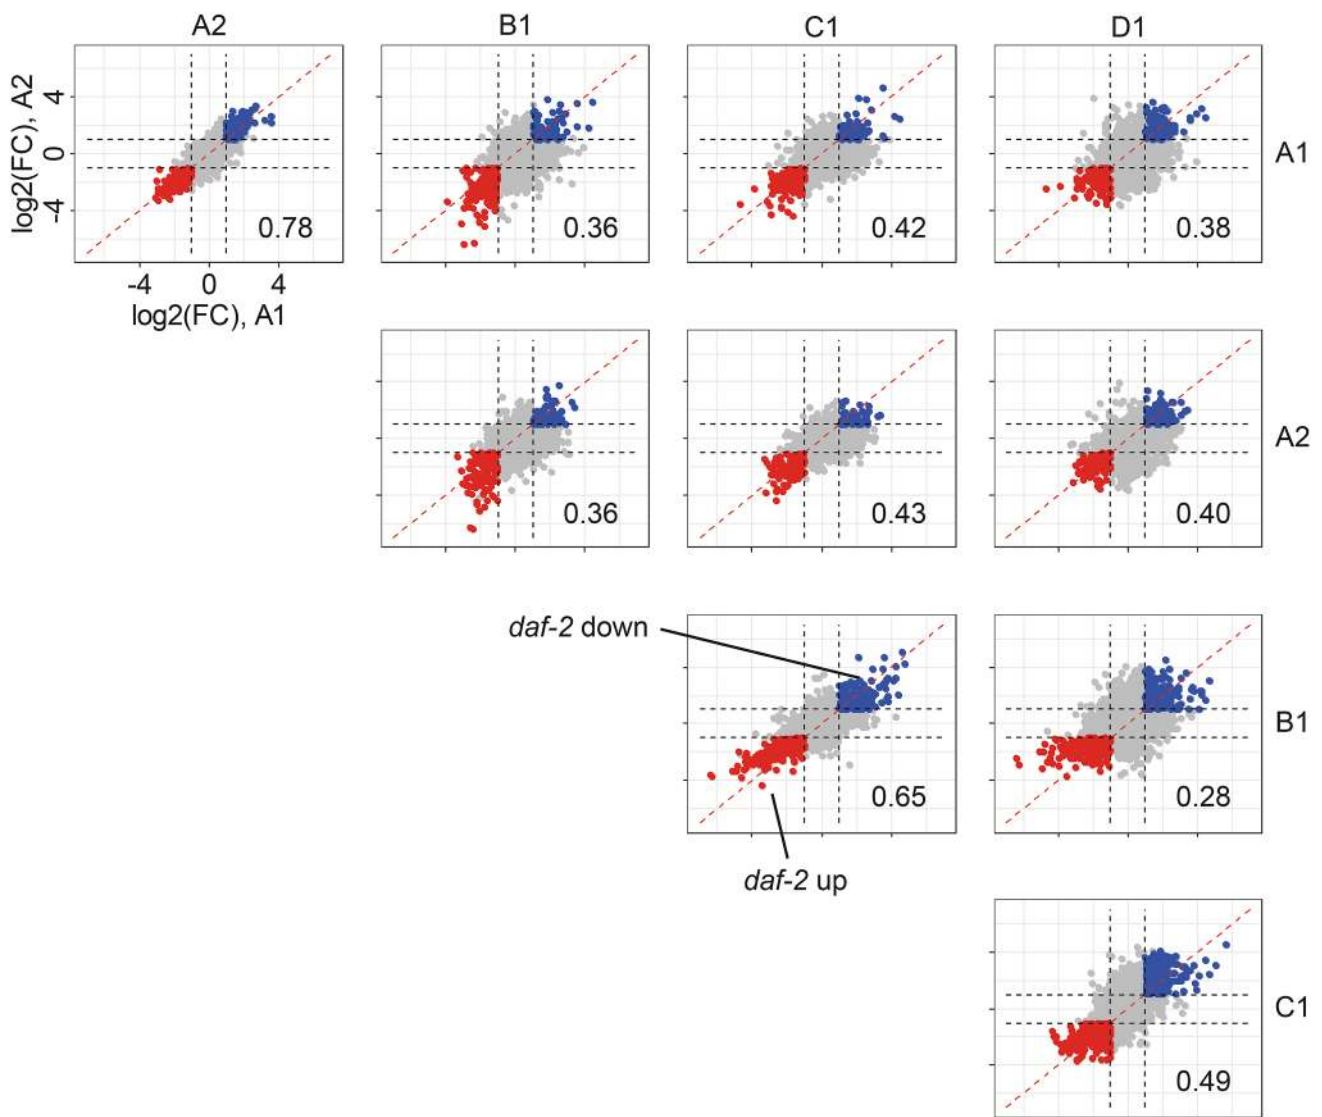 A2 B1 C1 D1
log2(FC), A2
4
0
-4
0.78
0.36
0.42
0.38
A1
-4 0 4
log2(FC), A1
0.36
0.43
0.40
A2
daf-2 down
0.65
0.28
B1
daf-2 up
0.49
C1